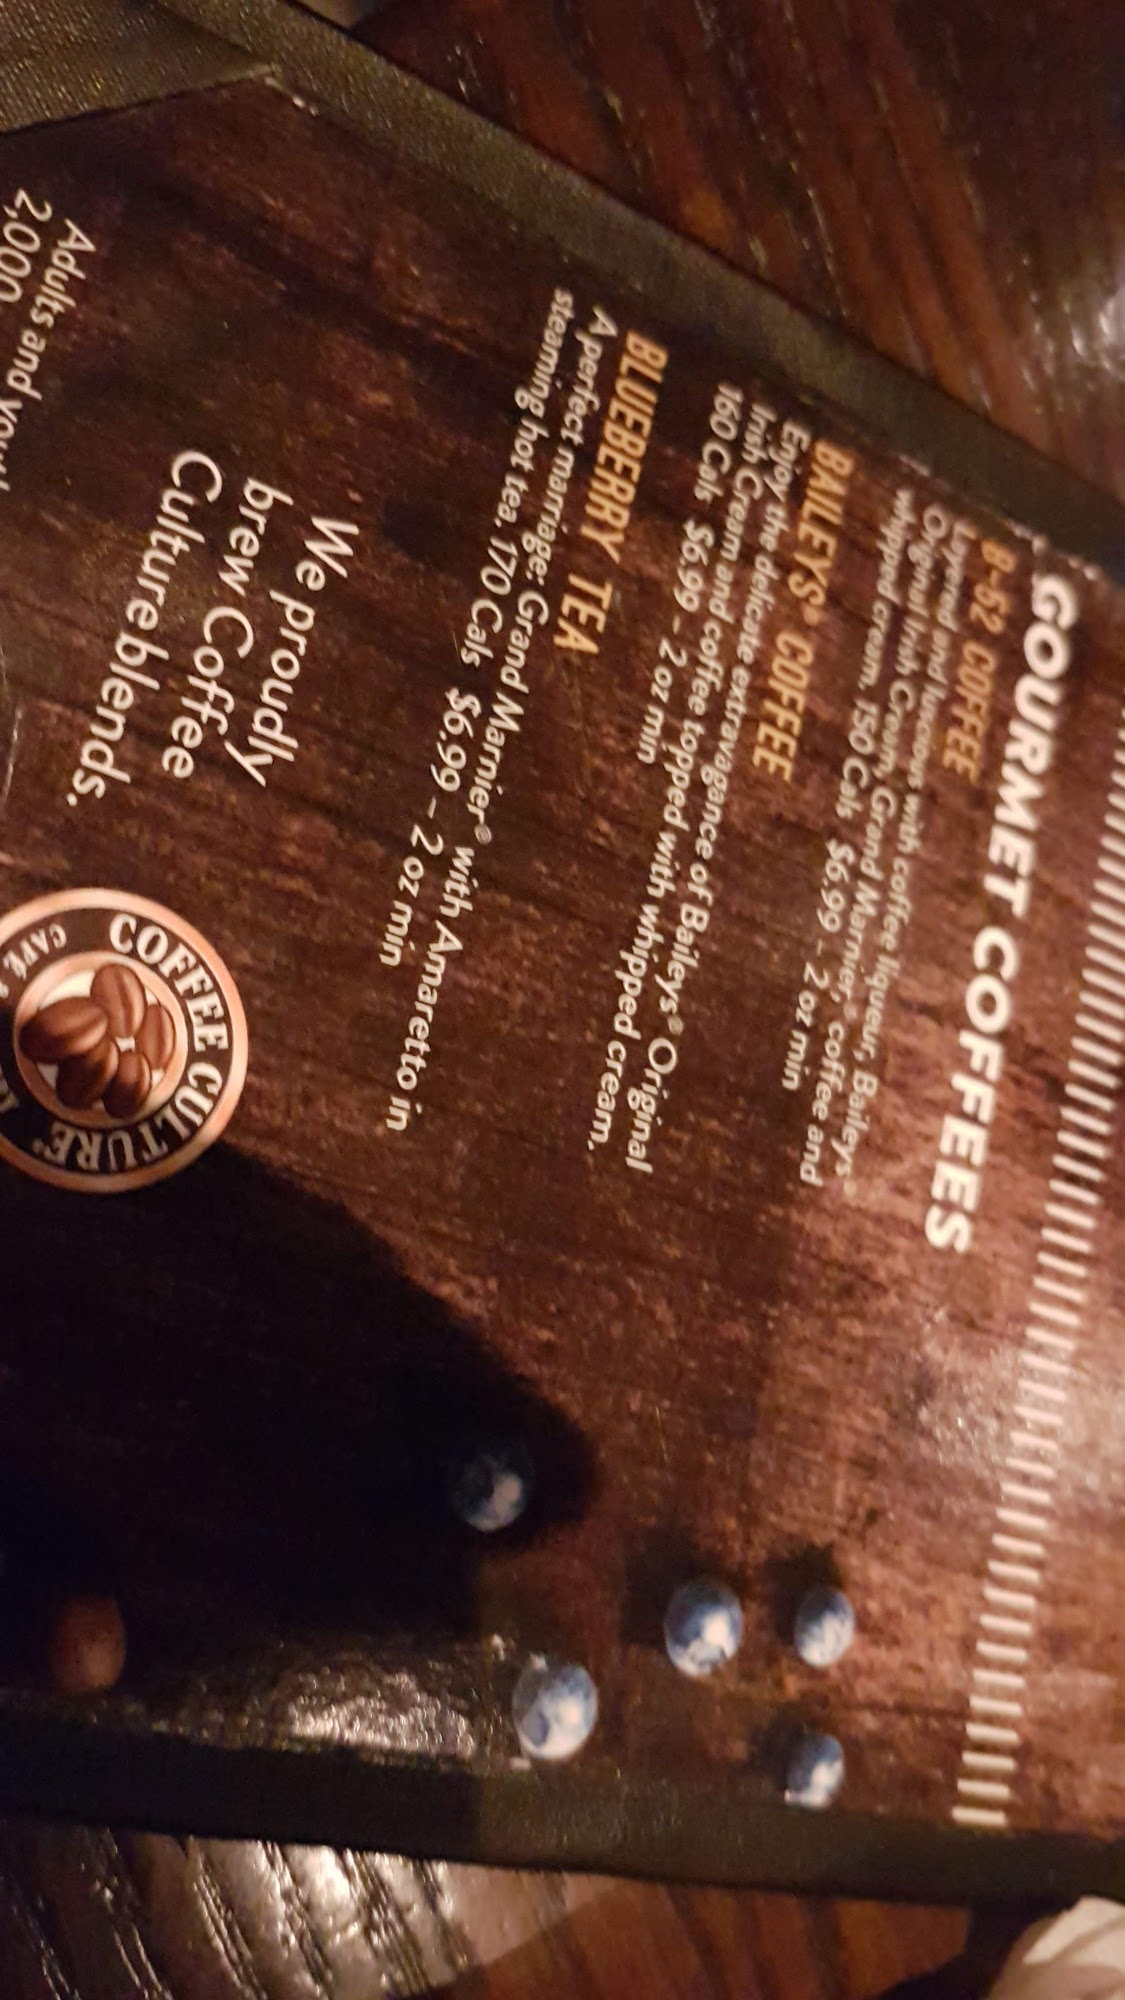 GOURMET COFFEES
B-52 COFFEE
Layered and luscious with coffee liqueur, Baileys®
Original Irish Cream, Grand Marnier,® coffee and
whipped cream. 150 Cals $6.99 – 2 oz min
BAILEYS® COFFEE
Enjoy the delicate extravagance of Baileys® Original
Irish Cream and coffee topped with whipped cream.
160 Cals $6.99 – 2 oz min
BLUEBERRY TEA
A perfect marriage: Grand Marnier® with Amaretto in
steaming hot tea. 170 Cals $6.99 – 2 oz min
We proudly
brew Coffee
Culture blends.
COFFEE CULTURE®
CAFÉ &
Adults and
2,000